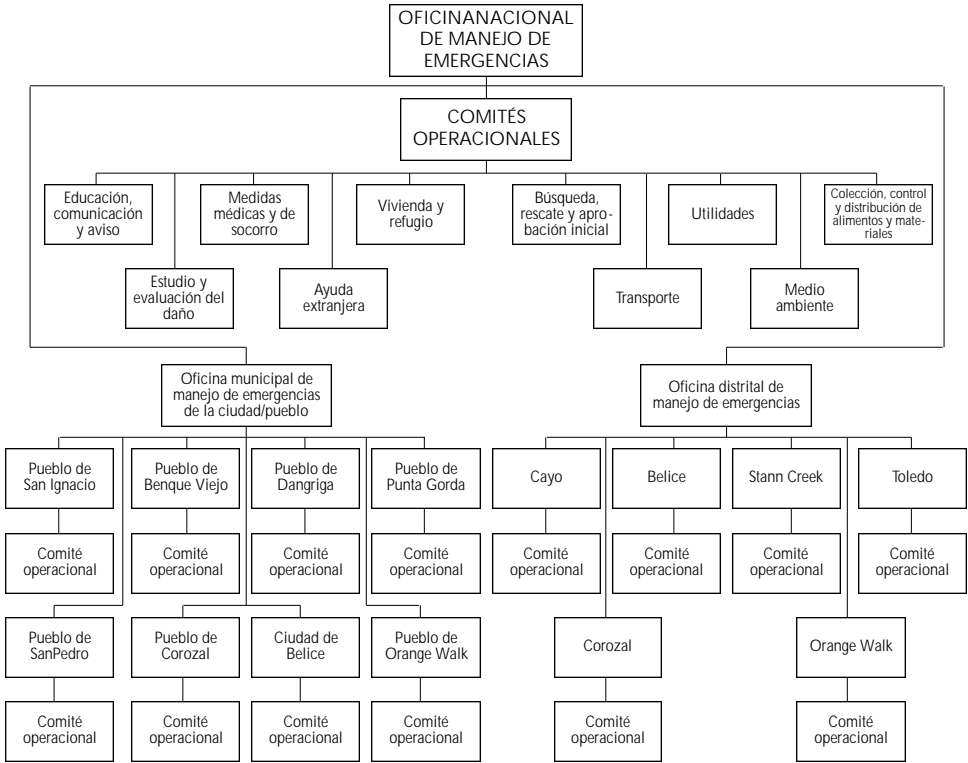 OFICINANACIONAL
DE MANEJO DE
EMERGENCIAS
COMITÉS
OPERACIONALES
Educación,
comunicación
y aviso
Medidas
médicas y de
socorro
Vivienda y
refugio
Búsqueda,
rescate y apro-
bación inicial
Utilidades
Colección, control
y distribución de
alimentos y mate-
riales
Estudio y
evaluación del
daño
Ayuda
extranjera
Transporte
Medio
ambiente
Oficina municipal de
manejo de emergencias
de la ciudad/pueblo
Oficina distrital de
manejo de emergencias
Pueblo de
San Ignacio
Pueblo de
Benque Viejo
Pueblo de
Dangriga
Pueblo de
Punta Gorda
Cayo
Belice
Stann Creek
Toledo
Comité
operacional
Comité
operacional
Comité
operacional
Comité
operacional
Comité
operacional
Comité
operacional
Comité
operacional
Comité
operacional
Pueblo de
SanPedro
Pueblo de
Corozal
Ciudad de
Belice
Pueblo de
Orange Walk
Corozal
Orange Walk
Comité
operacional
Comité
operacional
Comité
operacional
Comité
operacional
Comité
operacional
Comité
operacional